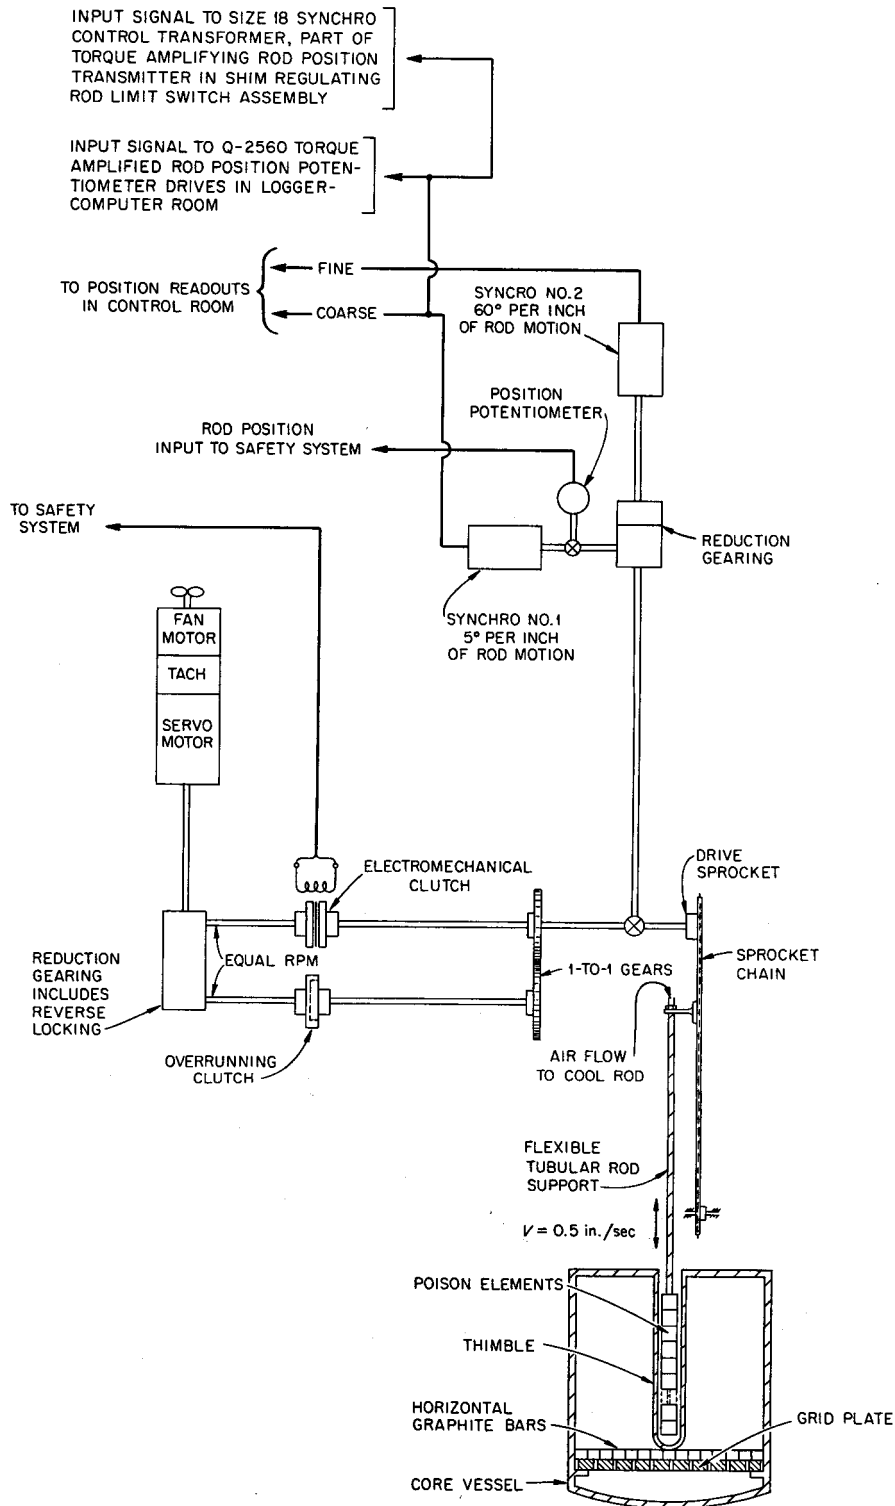 INPUT SIGNAL TO SIZE 18 SYNCHRO
CONTROL TRANSFORMER, PART OF
TORQUE AMPLIFYING ROD POSITION
TRANSMITTER IN SHIM REGULATING
ROD LIMIT SWITCH ASSEMBLY
INPUT SIGNAL TO Q-2560 TORQUE
AMPLIFIED ROD POSITION POTEN-
TIOMETER DRIVES IN LOGGER-
COMPUTER ROOM
FINE
TO POSITION READOUTS
IN CONTROL ROOM
COARSE
SYNCRO NO.2
60° PER INCH
OF ROD MOTION
POSITION
POTENTIOMETER
ROD POSITION
INPUT TO SAFETY SYSTEM
TO SAFETY
SYSTEM
REDUCTION
GEARING
SYNCHRO NO.1
5° PER INCH
OF ROD MOTION
FAN
MOTOR
TACH
SERVO
MOTOR
ELECTROMECHANICAL
CLUTCH
DRIVE
SPROCKET
REDUCTION
GEARING
INCLUDES
REVERSE
LOCKING
EQUAL RPM
1-TO-1 GEARS
SPROCKET
CHAIN
OVERRUNNING
CLUTCH
AIR FLOW
TO COOL ROD
FLEXIBLE
TUBULAR ROD
SUPPORT
V = 0.5 in./sec
POISON ELEMENTS
THIMBLE
HORIZONTAL
GRAPHITE BARS
GRID PLATE
CORE VESSEL